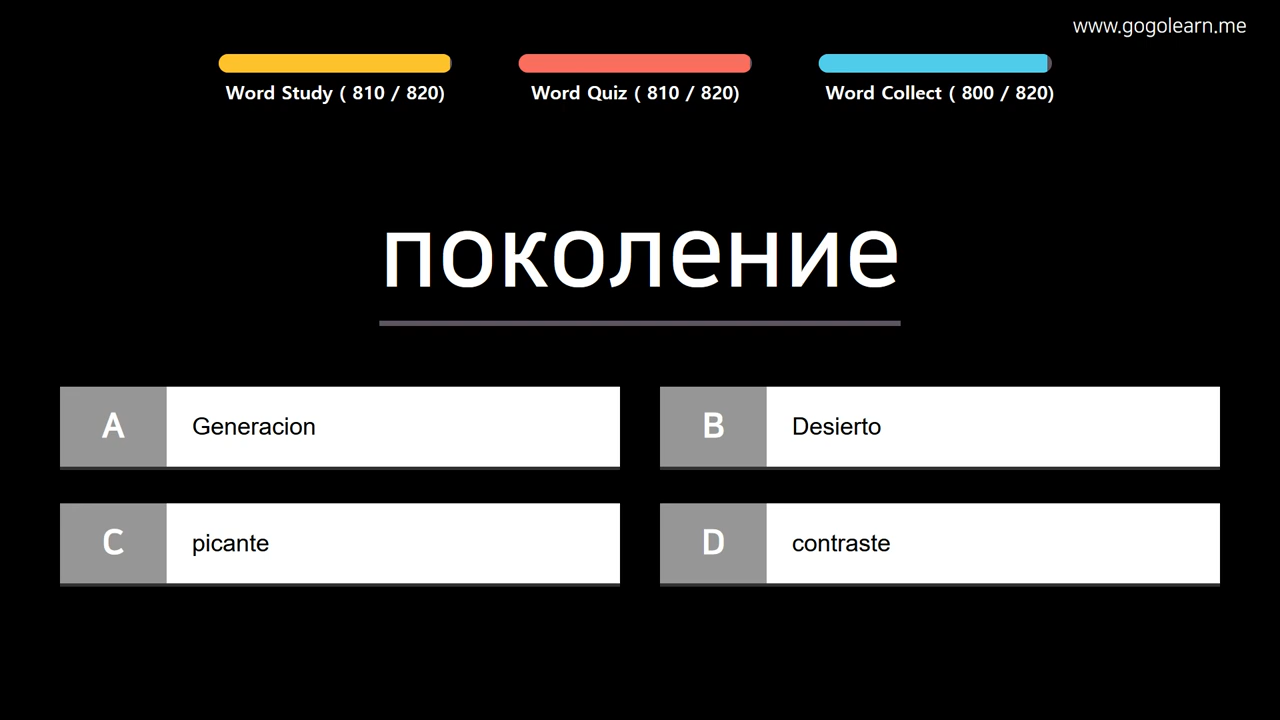 www.gogolearn.me
Word Study ( 810 / 820)
Word Quiz ( 810 / 820)
Word Collect ( 800 / 820)
поколение
A Generacion
B Desierto
C picante
D contraste